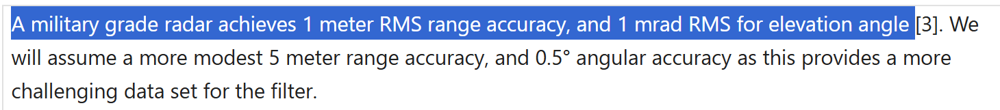 A military grade radar achieves 1 meter RMS range accuracy, and 1 mrad RMS for elevation angle [3]. We
will assume a more modest 5 meter range accuracy, and 0.5° angular accuracy as this provides a more
challenging data set for the filter.